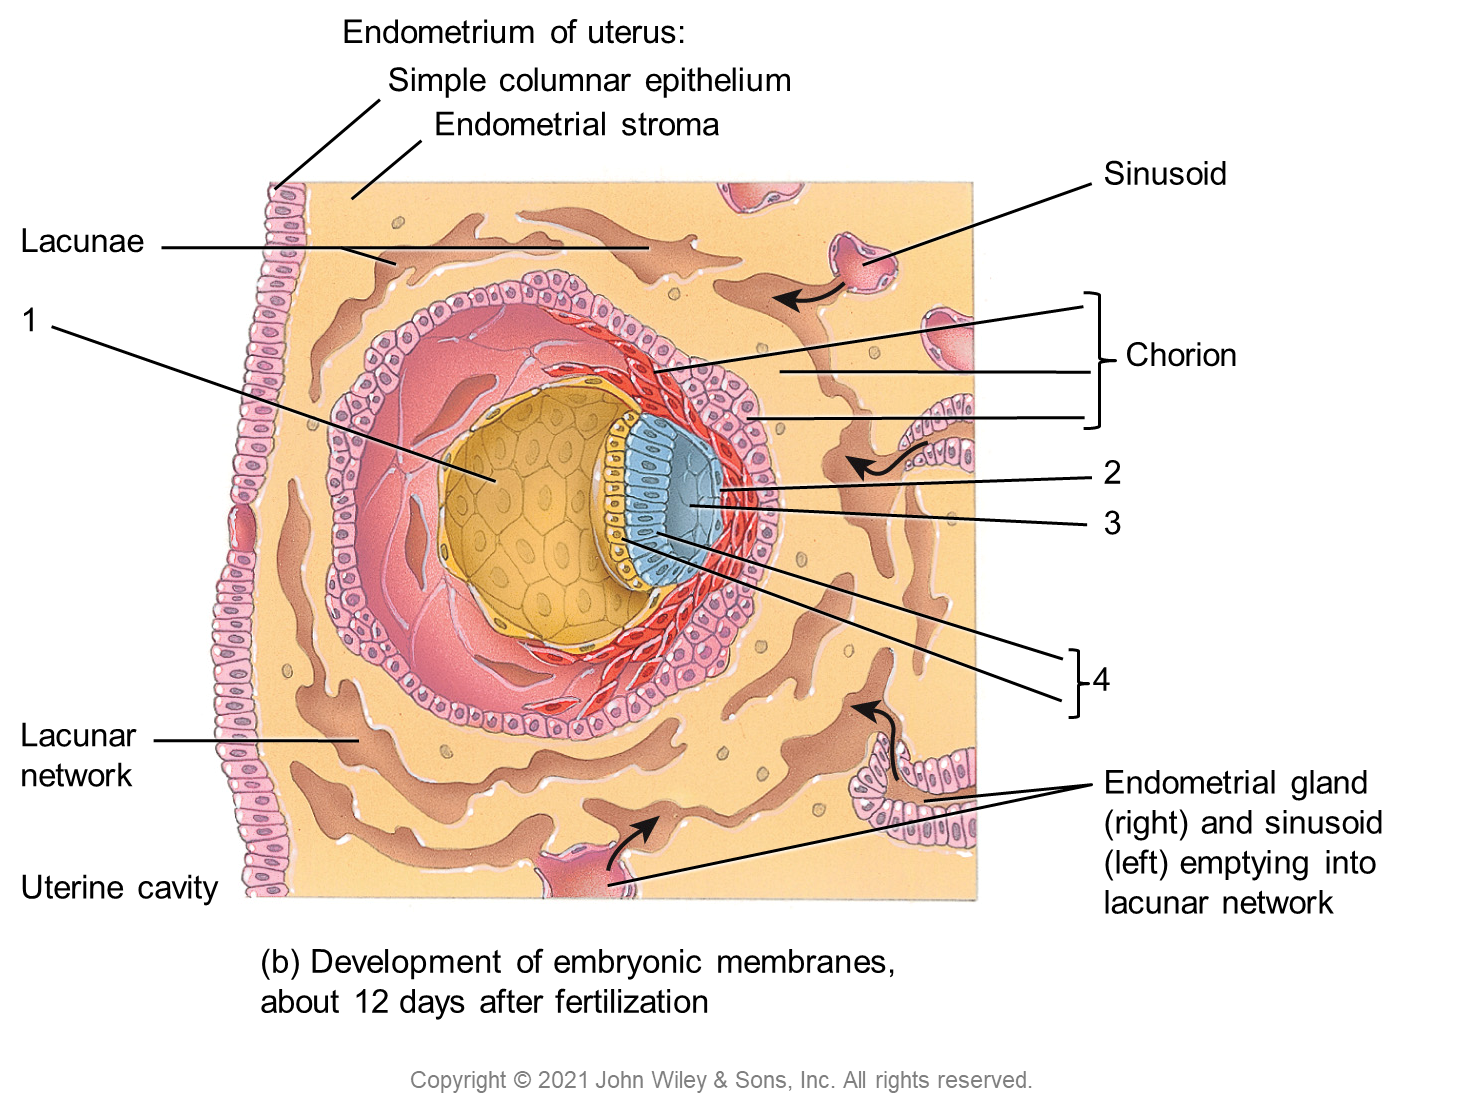 Endometrium of uterus:
Simple columnar epithelium
Endometrial stroma
Sinusoid
Lacunae
1
Chorion
2
3
4
Lacunar
network
Endometrial gland
(right) and sinusoid
(left) emptying into
lacunar network
Uterine cavity
(b) Development of embryonic membranes,
about 12 days after fertilization
Copyright © 2021 John Wiley & Sons, Inc. All rights reserved.